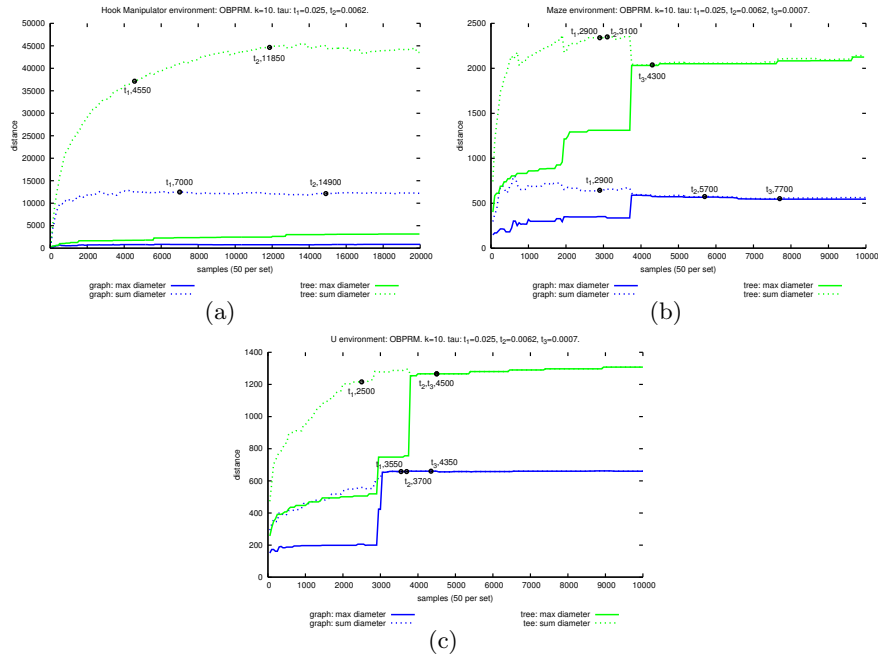 Hook Manipulator environment: OBPRM. k=10. tau: t1=0.025, t2=0.0062.
50000
45000
40000
35000
30000
25000
20000
15000
10000
5000
0
distance
t1,4550
t2,11850
t1,7000
t2,14900
0 2000 4000 6000 8000 10000 12000 14000 16000 18000 20000
samples (50 per set)
graph: max diameter
graph: sum diameter
tree: max diameter
tree: sum diameter
(a)
Maze environment: OBPRM. k=10. tau: t1=0.025, t2=0.0062, t3=0.0007.
2500
2000
1500
1000
500
0
distance
t1,2900
t2,3100
t3,4300
t1,2900
t2,5700
t3,7700
0 1000 2000 3000 4000 5000 6000 7000 8000 9000 10000
samples (50 per set)
graph: max diameter
graph: sum diameter
tree: max diameter
tree: sum diameter
(b)
U environment: OBPRM. k=10. tau: t1=0.025, t2=0.0062, t3=0.0007.
1400
1200
1000
800
600
400
200
0
distance
t1,2500
t2,t3,4500
t1,3550
t2,3700
t3,4350
0 1000 2000 3000 4000 5000 6000 7000 8000 9000 10000
samples (50 per set)
graph: max diameter
graph: sum diameter
tree: max diameter
tee: sum diameter
(c)